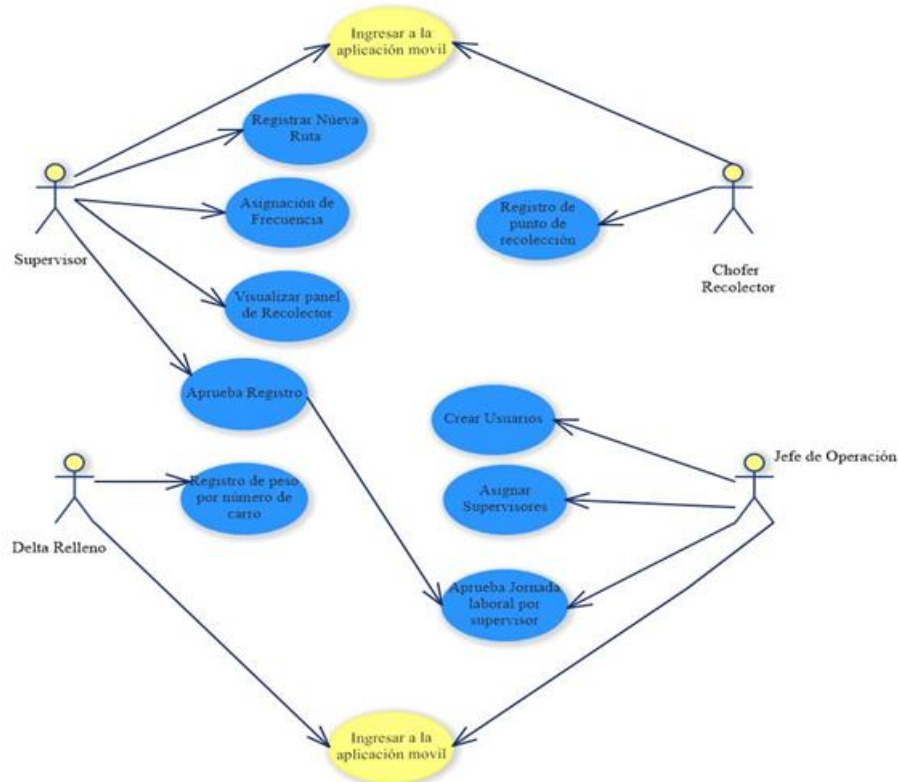 Ingresar a la
aplicación movil
Registrar Núeva
Ruta
Asignación de
Frecuencia
Registro de
punto de
recolección
Supervisor
Chofer
Recolector
Visualizar panel
de Recolector
Aprueba Registro
Crear Usuarios
Jefe de Operación
Registro de peso
por número de
carro
Asignar
Supervisores
Delta Relleno
Aprueba Jornada
laboral por
supervisor
Ingresar a la
aplicación movil